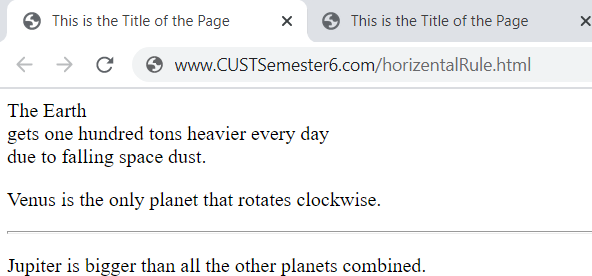 This is the Title of the Page
This is the Title of the Page
www.CUSTSemester6.com/horizentalRule.html
The Earth
gets one hundred tons heavier every day
due to falling space dust.
Venus is the only planet that rotates clockwise.
Jupiter is bigger than all the other planets combined.